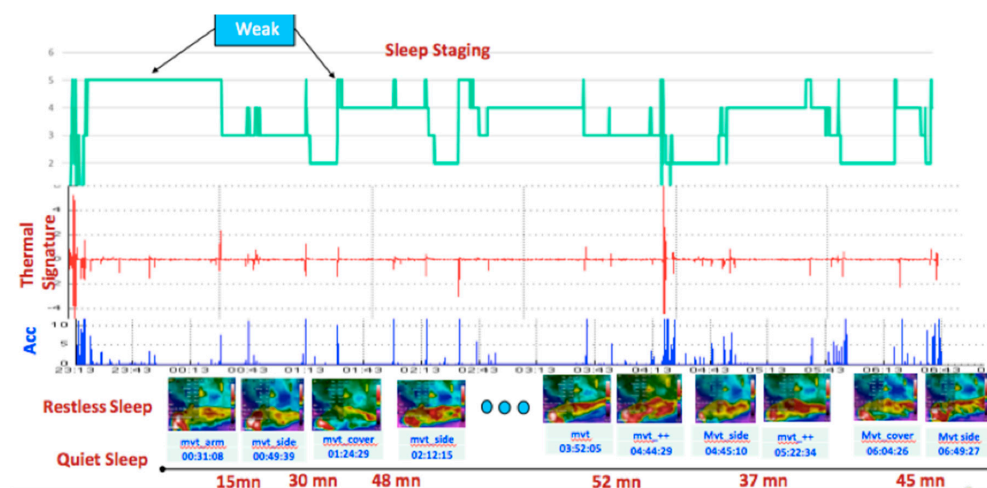 Weak
Sleep Staging
6
5
4
3
2
Thermal
Signature
4
2
0
2
-4
Acc
10
5
0
23:13 23:43 00:13 00:43 01:13 01:43 02:13 02:43 03:13 03:43 04:13 04:43 05:13 05:43 06:13 06:43
Restless Sleep
mvt_arm mvt_side mvt_cover mvt_side mvt mvt_++ Mvt_side mvt_++ Mvt_cover Mvt side
00:31:08 00:49:39 01:24:29 02:12:15 03:52:05 04:44:29 04:45:10 05:22:34 06:04:26 06:49:27
Quiet Sleep
15mn 30 mn 48 mn 52 mn 37 mn 45 mn